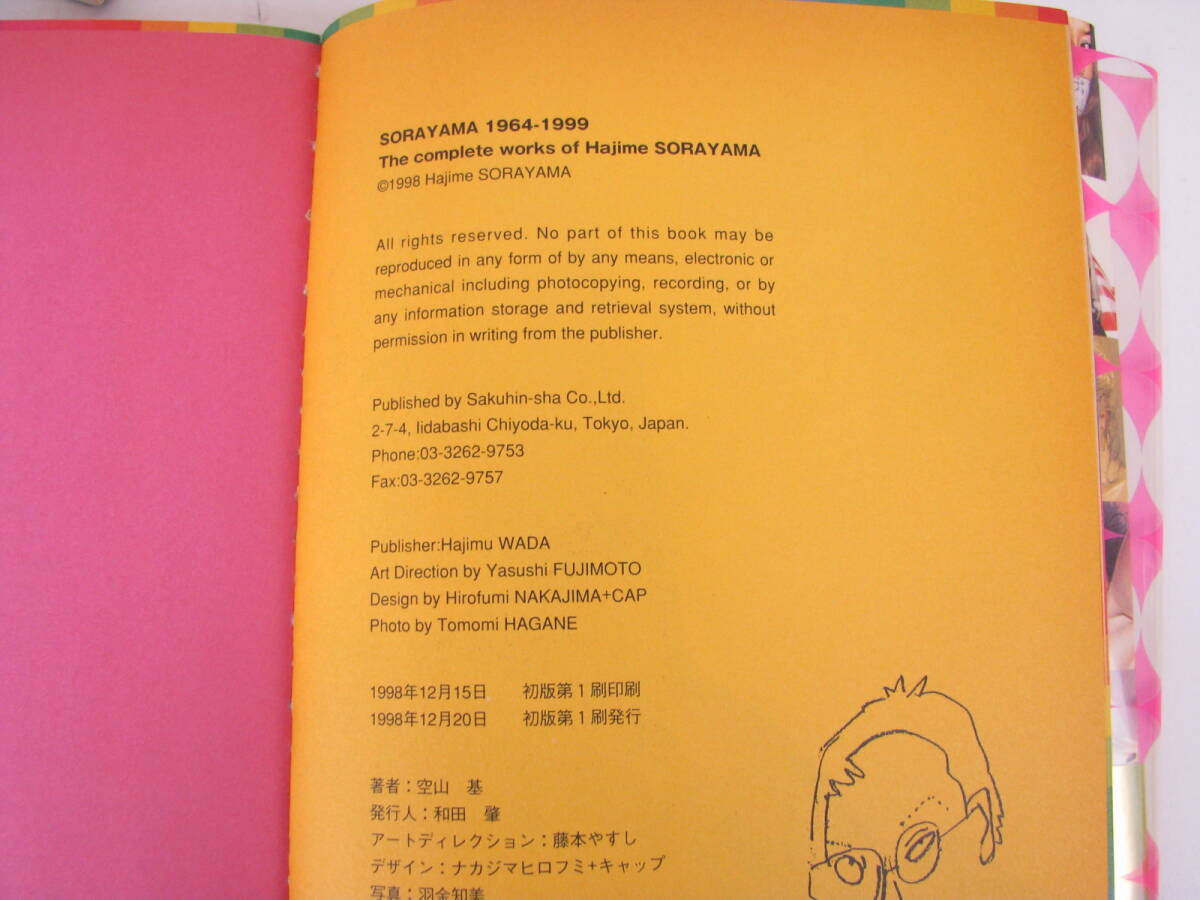 SORAYAMA 1964-1999
The complete works of Hajime SORAYAMA
©1998 Hajime SORAYAMA
All rights reserved. No part of this book may be
reproduced in any form of by any means, electronic or
mechanical including photocopying, recording, or by
any information storage and retrieval system, without
permission in writing from the publisher.
Published by Sakuhin-sha Co.,Ltd.
2-7-4, Iidabashi Chiyoda-ku, Tokyo, Japan.
Phone:03-3262-9753
Fax:03-3262-9757
Publisher:Hajimu WADA
Art Direction by Yasushi FUJIMOTO
Design by Hirofumi NAKAJIMA+CAP
Photo by Tomomi HAGANE
1998年12月15日　初版第1刷印刷
1998年12月20日　初版第1刷発行
著者：空山　基
発行人：和田　肇
アートディレクション：藤本やすし
デザイン：ナカジマヒロフミ+キャップ
写真：羽金知美